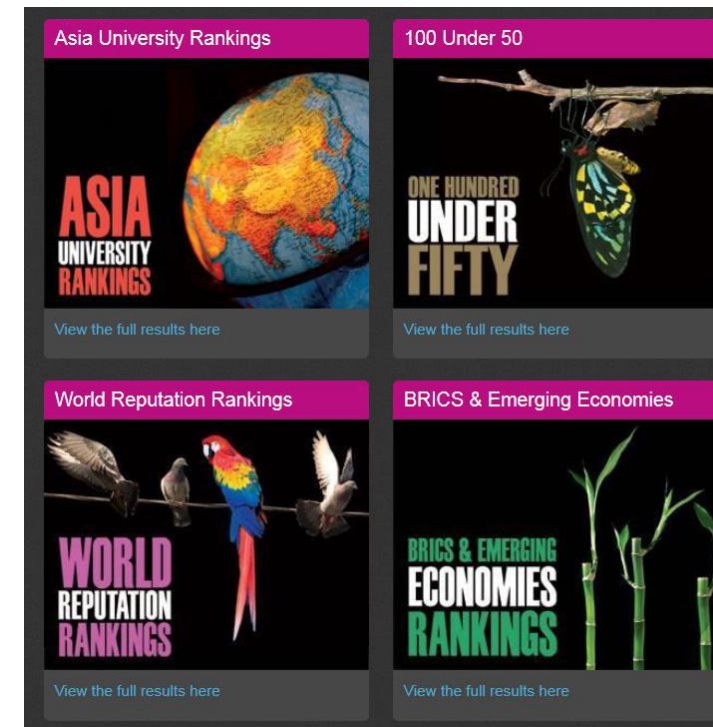 Asia University Rankings
ASIA
UNIVERSITY
RANKINGS
View the full results here
100 Under 50
ONE HUNDRED
UNDER
FIFTY
View the full results here
World Reputation Rankings
WORLD
REPUTATION
RANKINGS
View the full results here
BRICS & Emerging Economies
BRICS & EMERGING
ECONOMIES
RANKINGS
View the full results here